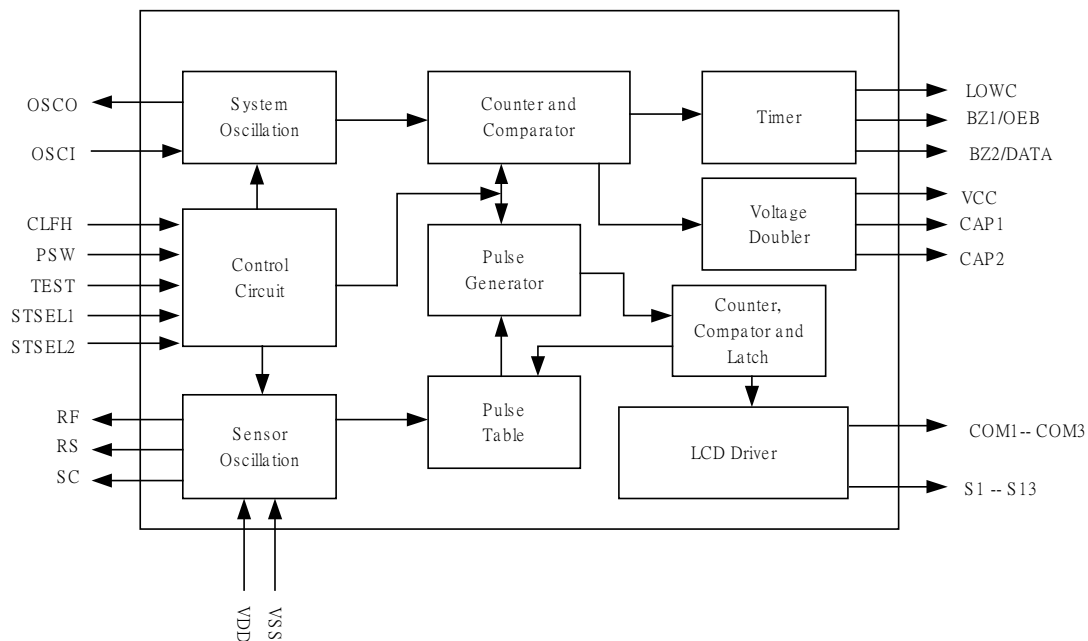 OSCO
OSCI
CLFH
PSW
TEST
STSEL1
STSEL2
RF
RS
SC
System
Oscillation
Control
Circuit
Sensor
Oscillation
Counter and
Comparator
Pulse
Generator
Pulse
Table
Timer
Voltage
Doubler
Counter,
Compator and
Latch
LCD Driver
LOWC
BZ1/OEB
BZ2/DATA
VCC
CAP1
CAP2
COM1-- COM3
S1 -- S13
VDD
VSS